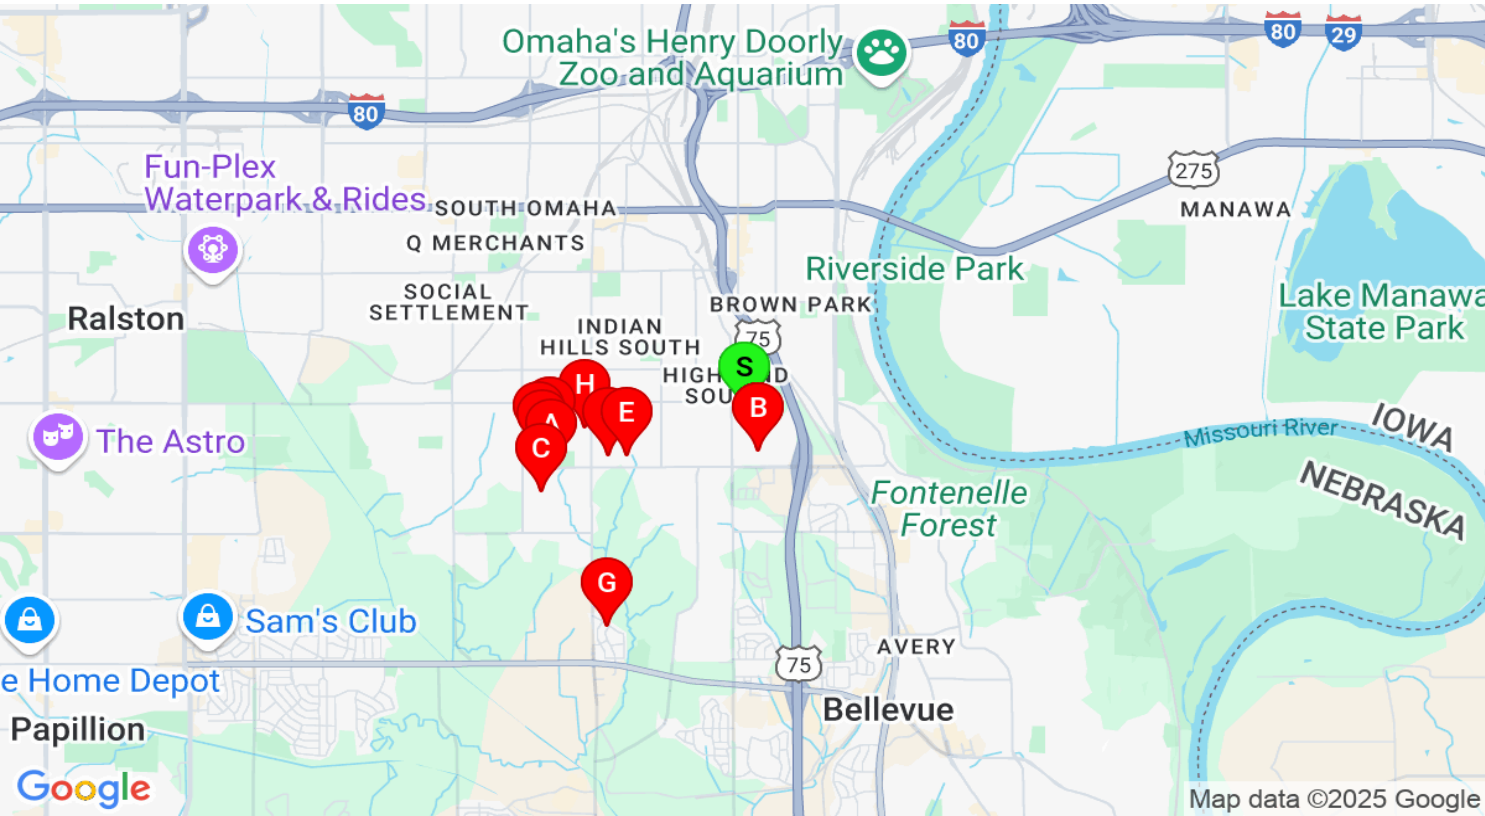 Omaha's Henry Doorly
Zoo and Aquarium
80
80
29
80
Fun-Plex
Waterpark & Rides
275
SOUTH OMAHA
MANAWA
Q MERCHANTS
Riverside Park
SOCIAL
SETTLEMENT
BROWN PARK
Lake Manawa
State Park
Ralston
INDIAN
HILLS SOUTH
75
S
H
E
B
A
C
The Astro
IOWA
Missouri River
NEBRASKA
Fontenelle
Forest
G
Sam's Club
AVERY
75
e Home Depot
Bellevue
Papillion
Google
Map data ©2025 Google